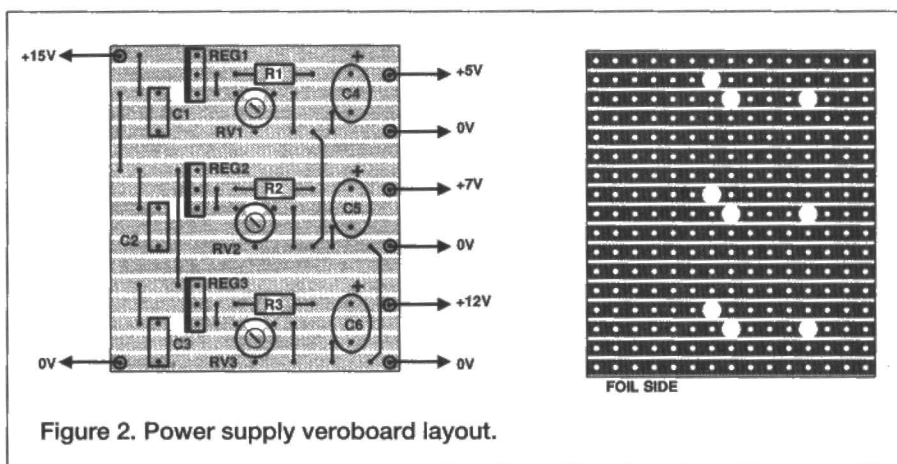 +15V
REG1
R1
+
C4
+5V
C1
RV1
0V
REG2
R2
+
C5
+7V
C2
RV2
0V
REG3
R3
+
C6
+12V
C3
RV3
0V
0V
FOIL SIDE
Figure 2. Power supply veroboard layout.